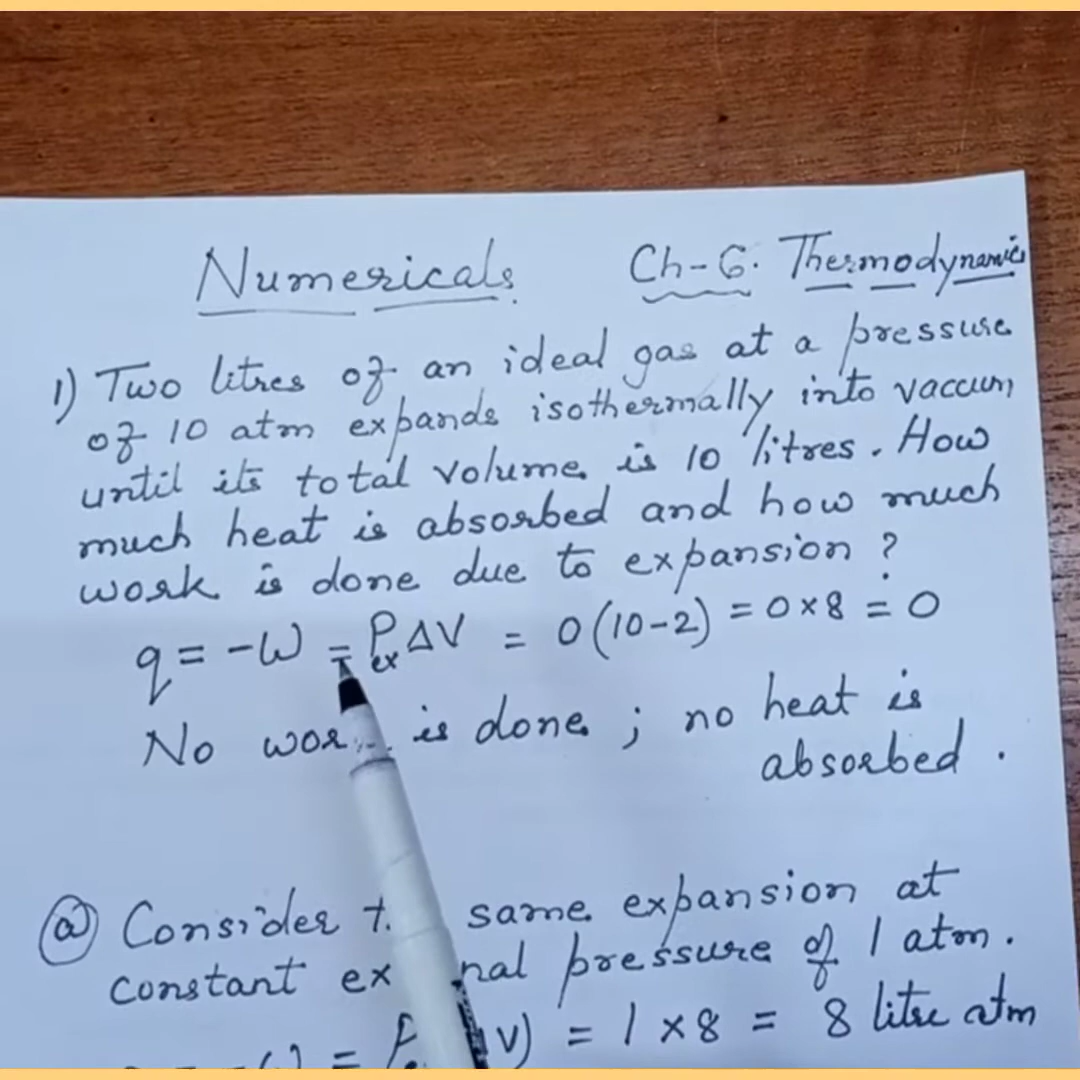 Numericals Ch-6. Thermodynamics
1) Two litres of an ideal gas at a pressure
of 10 atm expands isothermally into vaccum
until its total volume is 10 litres. How
much heat is absorbed and how much
work is done due to expansion?
q = -W = Pex ΔV = 0(10-2) = 0×8 = 0
No is done ; no heat is
absorbed.
(a) Consider same expansion at
constant pressure of 1 atm.
= 1 × 8 = 8 litre atm